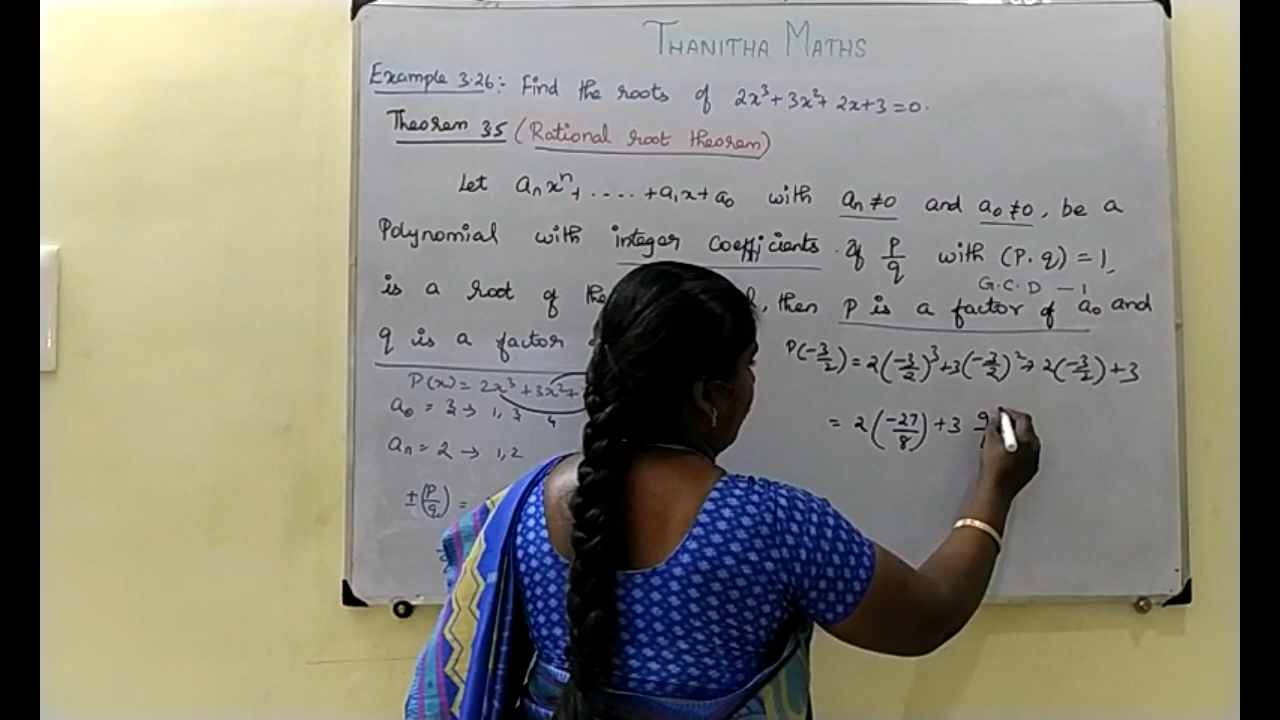 THANITHA MATHS
Example 3.26: Find the roots of 2x³+3x²+2x+3=0.
Theorem 3.5 (Rational root theorem)
Let aₙxⁿ+.....+a₁x+a₀ with aₙ≠0 and a₀≠0, be a
Polynomial with integer coefficients. If P/q with (P,q)=1,
G.C.D – 1
is a root of the then P is a factor of a₀ and
q is a factor
P(x) = 2x³+3x²+
a₀ = 3 → 1, 3
4
aₙ = 2 → 1, 2
±(P/q) =
P(-3/2) = 2(-3/2)³+3(-3/2)²+2(-3/2)+3
= 2(-27/8)+3 9